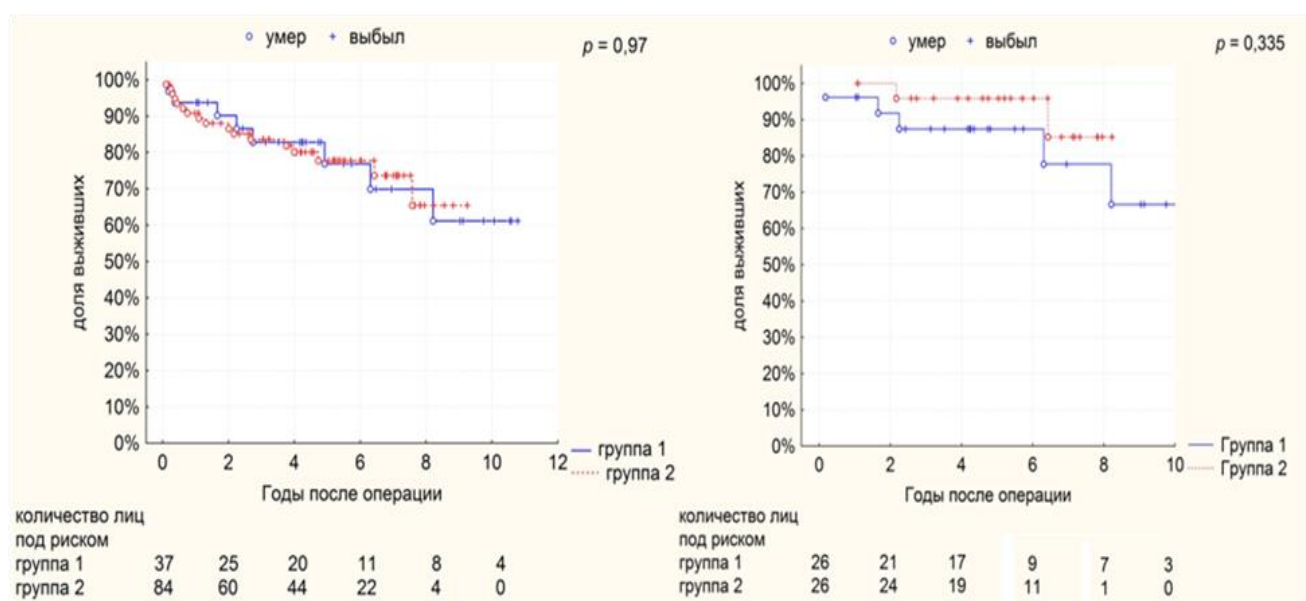 умер выбыл
p = 0,97
доля выживших
100%
90%
80%
70%
60%
50%
40%
30%
20%
10%
0%
0 2 4 6 8 10 12
Годы после операции
группа 1
группа 2
количество лиц
под риском
группа 1 37 25 20 11 8 4
группа 2 84 60 44 22 4 0
умер выбыл
p = 0,335
доля выживших
100%
90%
80%
70%
60%
50%
40%
30%
20%
10%
0%
0 2 4 6 8 10
Годы после операции
Группа 1
Группа 2
количество лиц
под риском
группа 1 26 21 17 9 7 3
группа 2 26 24 19 11 1 0